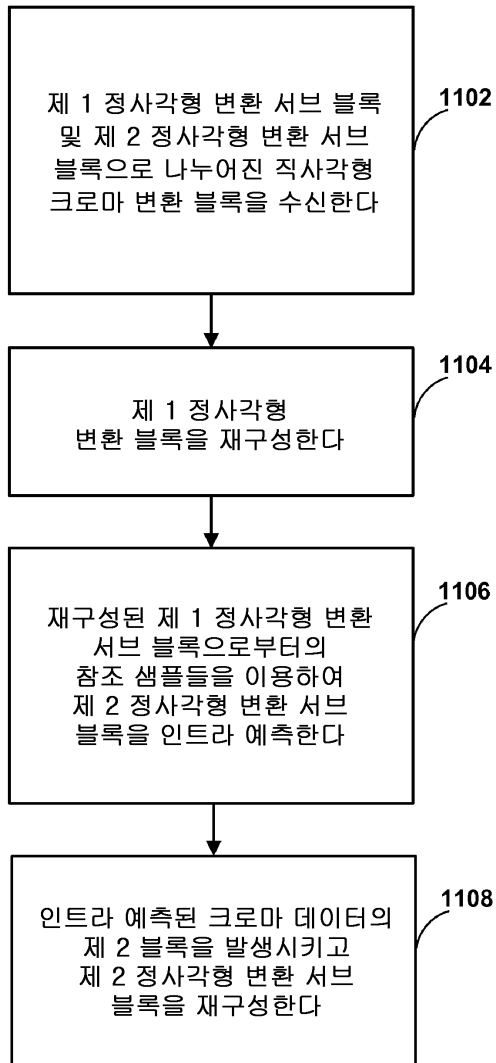 제 1 정사각형 변환 서브 블록
및 제 2 정사각형 변환 서브
블록으로 나누어진 직사각형
크로마 변환 블록을 수신한다
1102
제 1 정사각형
변환 블록을 재구성한다
1104
재구성된 제 1 정사각형 변환
서브 블록으로부터의
참조 샘플들을 이용하여
제 2 정사각형 변환 서브
블록을 인트라 예측한다
1106
인트라 예측된 크로마 데이터의
제 2 블록을 발생시키고
제 2 정사각형 변환 서브
블록을 재구성한다
1108